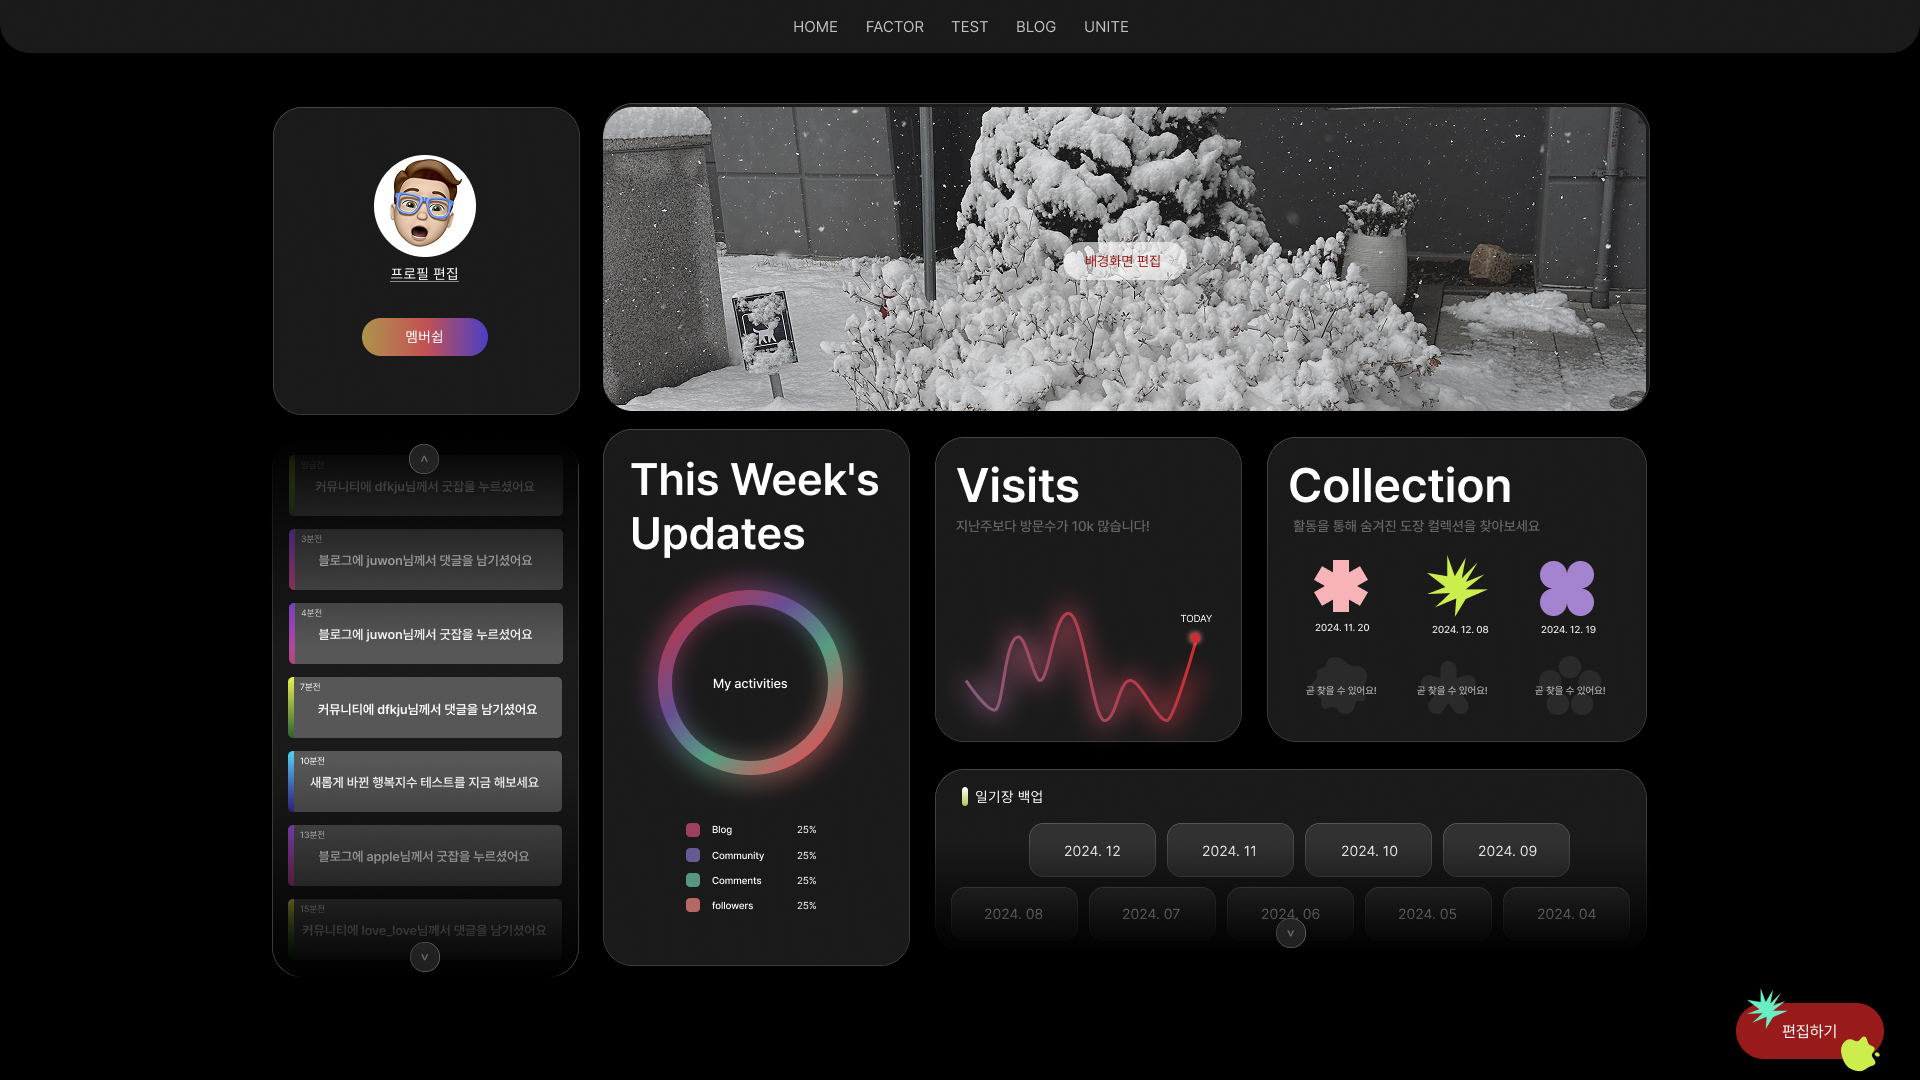 HOME FACTOR TEST BLOG UNITE
프로필 편집
멤버쉽
배경화면 편집
커뮤니티에 dfkju님께서 굿잡을 누르셨어요
3분전
블로그에 juwon님께서 댓글을 남기셨어요
4분전
블로그에 juwon님께서 굿잡을 누르셨어요
7분전
커뮤니티에 dfkju님께서 댓글을 남기셨어요
10분전
새롭게 바뀐 행복지수 테스트를 지금 해보세요
13분전
블로그에 apple님께서 굿잡을 누르셨어요
15분전
커뮤니티에 love_love님께서 댓글을 남기셨어요
This Week's
Updates
My activities
Blog 25%
Community 25%
Comments 25%
followers 25%
Visits
지난주보다 방문수가 10k 많습니다!
TODAY
Collection
활동을 통해 숨겨진 도장 컬렉션을 찾아보세요
2024. 11. 20 2024. 12. 08 2024. 12. 19
곧 찾을 수 있어요! 곧 찾을 수 있어요! 곧 찾을 수 있어요!
일기장 백업
2024. 12 2024. 11 2024. 10 2024. 09
2024. 08 2024. 07 2024. 06 2024. 05 2024. 04
편집하기